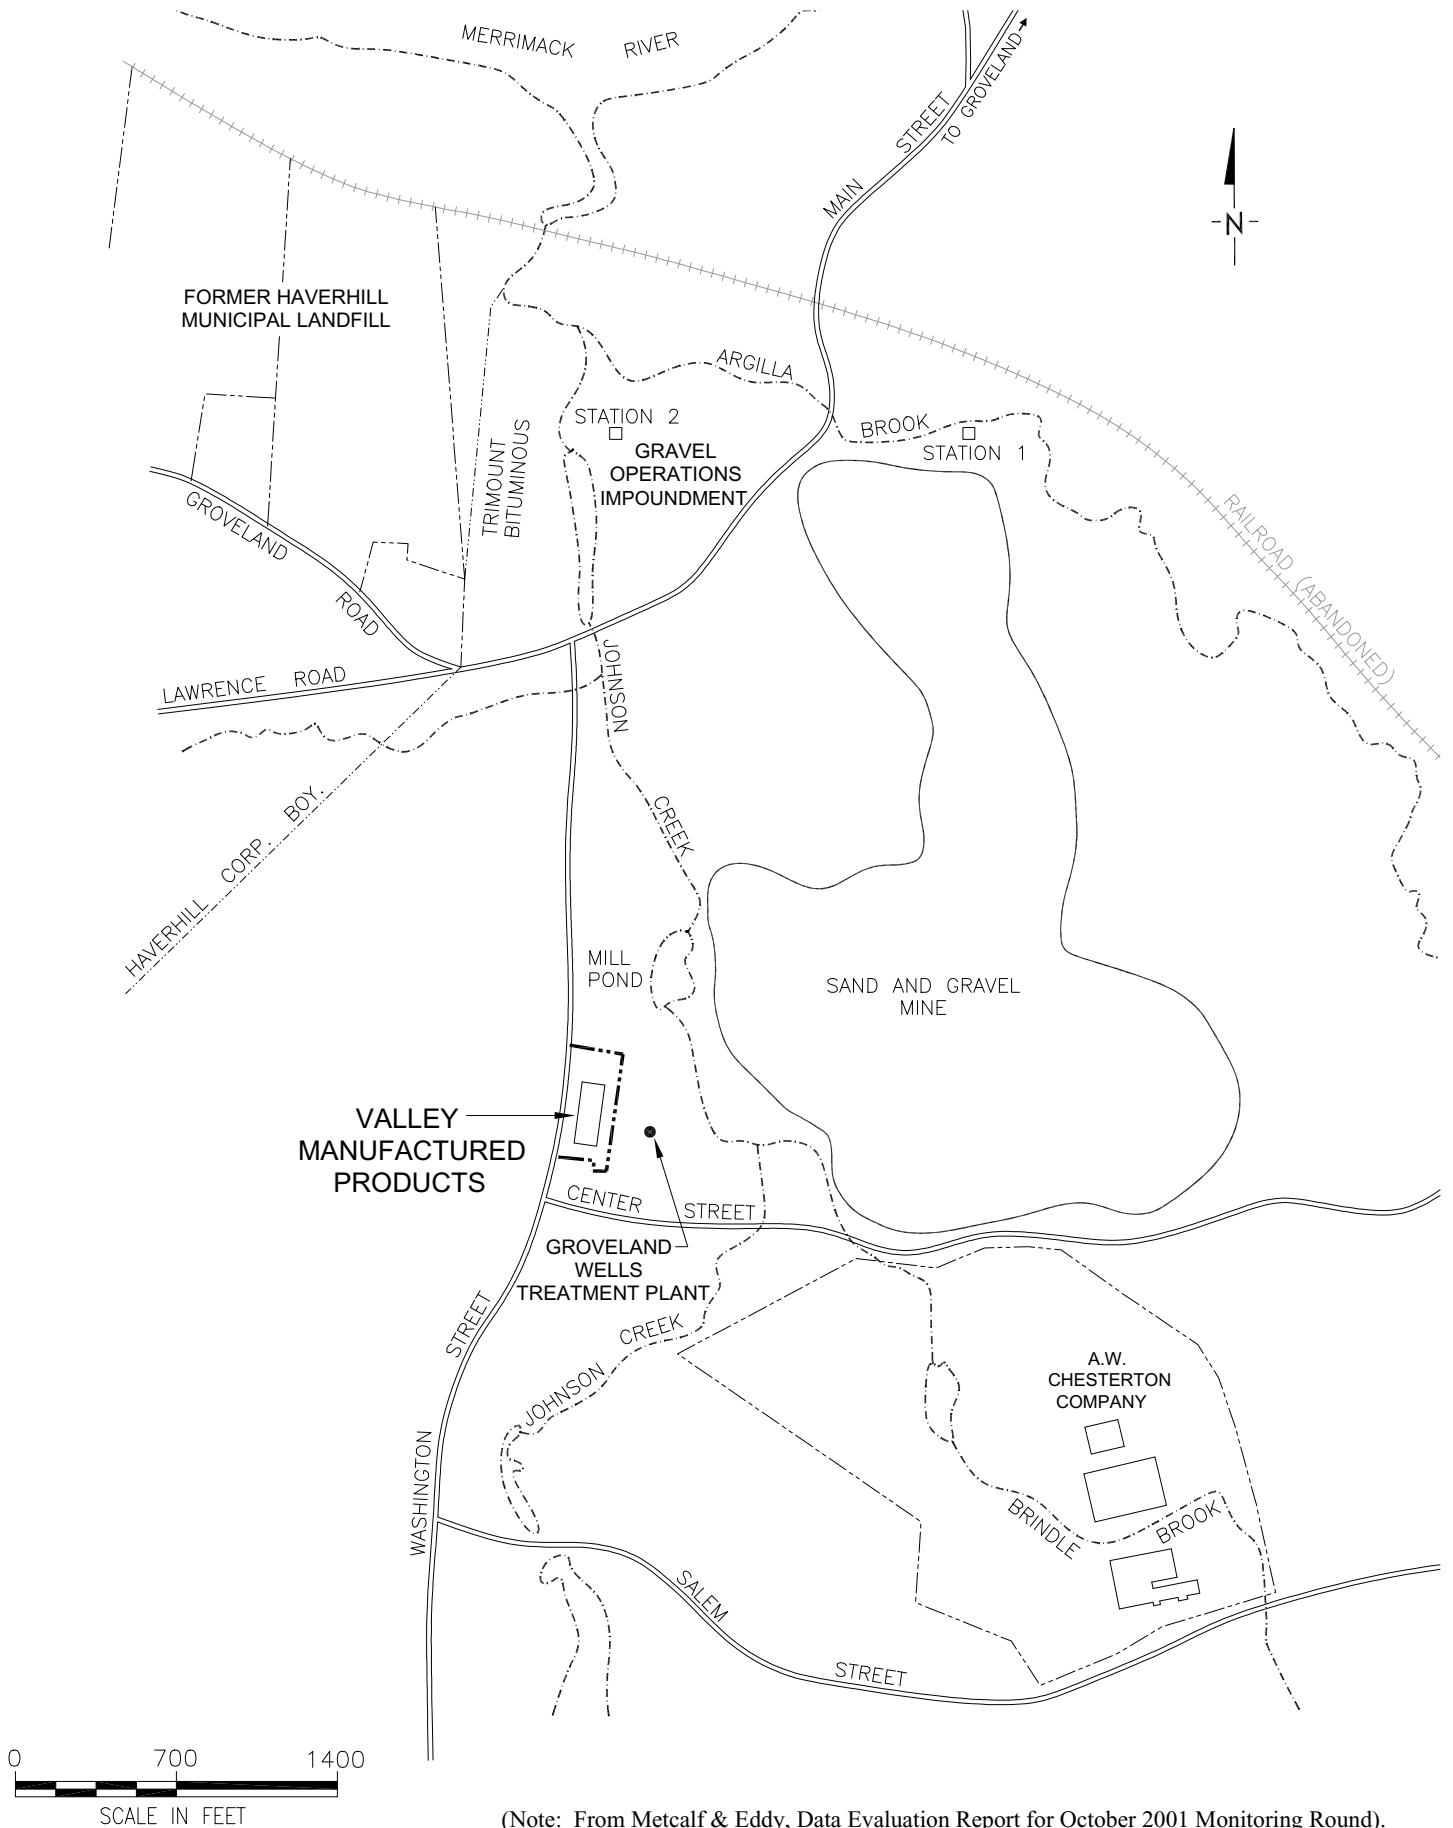 MERRIMACK RIVER
MAIN STREET
TO GROVELAND
-N-
FORMER HAVERHILL
MUNICIPAL LANDFILL
ARGILLA BROOK
STATION 2
STATION 1
GRAVEL
OPERATIONS
IMPOUNDMENT
TRIMOUNT
BITUMINOUS
RAILROAD (ABANDONED)
GROVELAND ROAD
LAWRENCE ROAD
JOHNSON CREEK
HAVERHILL CORP. BOY.
MILL
POND
SAND AND GRAVEL
MINE
VALLEY
MANUFACTURED
PRODUCTS
CENTER STREET
GROVELAND
WELLS
TREATMENT PLANT
WASHINGTON STREET
JOHNSON CREEK
A.W.
CHESTERTON
COMPANY
BRINDLE BROOK
SALEM STREET
0 700 1400
SCALE IN FEET
(Note: From Metcalf & Eddy, Data Evaluation Report for October 2001 Monitoring Round).